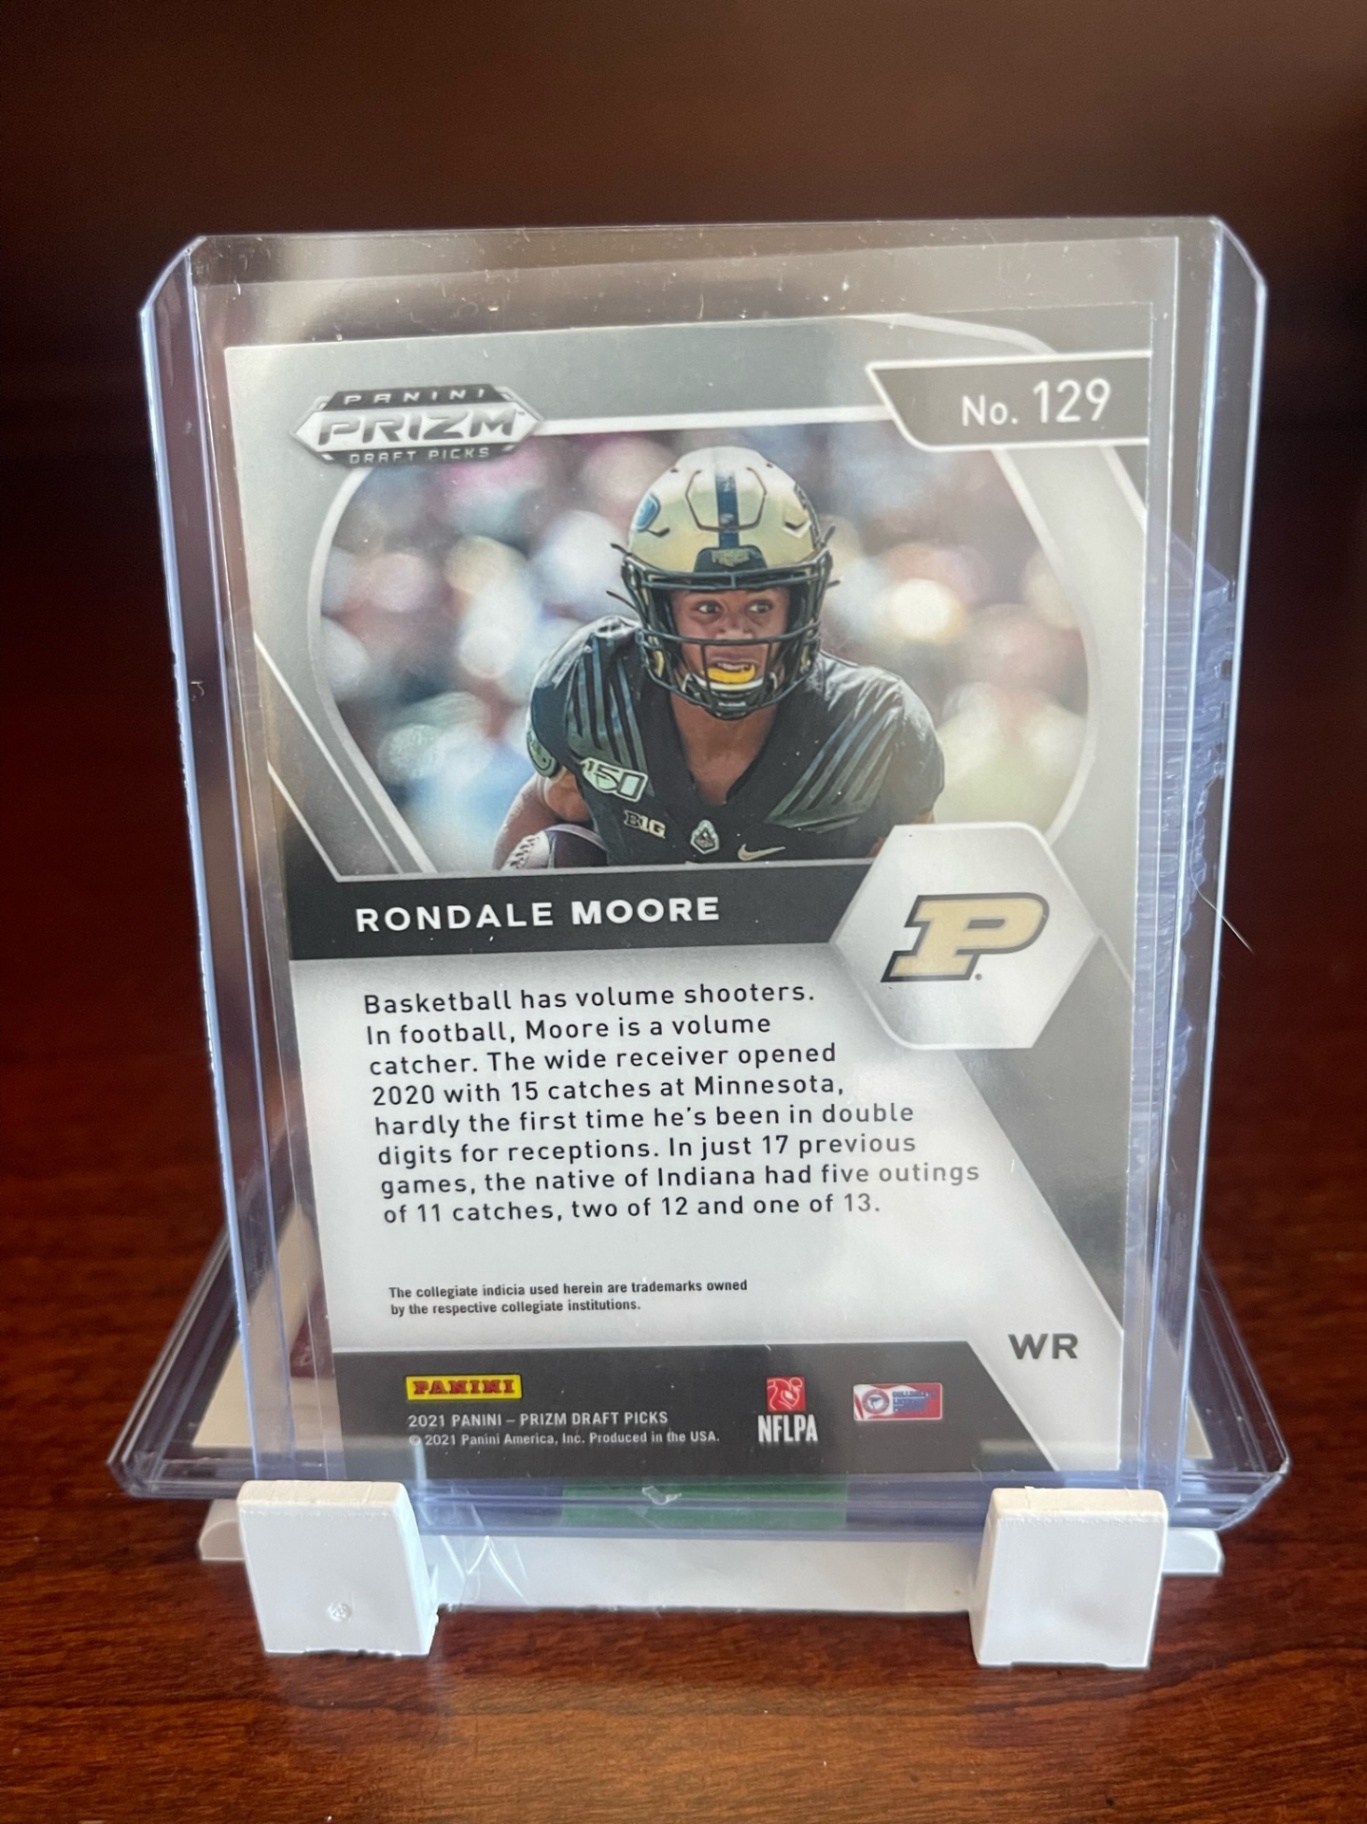 PANINI
PRIZM
DRAFT PICKS
No. 129
150
B1G
RONDALE MOORE
P
Basketball has volume shooters.
In football, Moore is a volume
catcher. The wide receiver opened
2020 with 15 catches at Minnesota,
hardly the first time he's been in double
digits for receptions. In just 17 previous
games, the native of Indiana had five outings
of 11 catches, two of 12 and one of 13.
The collegiate indicia used herein are trademarks owned
by the respective collegiate institutions.
WR
PANINI
2021 PANINI – PRIZM DRAFT PICKS
© 2021 Panini America, Inc. Produced in the USA.
NFLPA